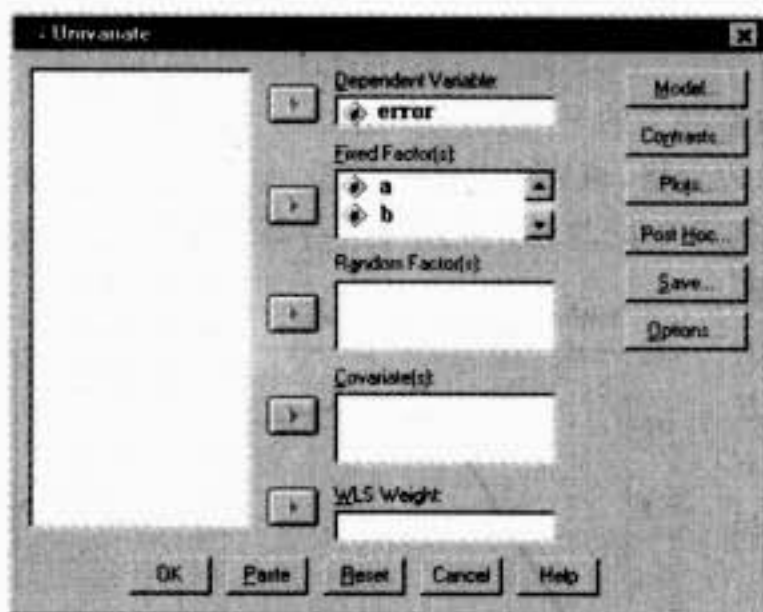 Univariate
Dependent Variable:
error
Fixed Factor(s):
a
b
Random Factor(s):
Covariate(s):
WLS Weight:
Model...
Contrasts...
Plots...
Post Hoc...
Save...
Options...
OK
Paste
Reset
Cancel
Help